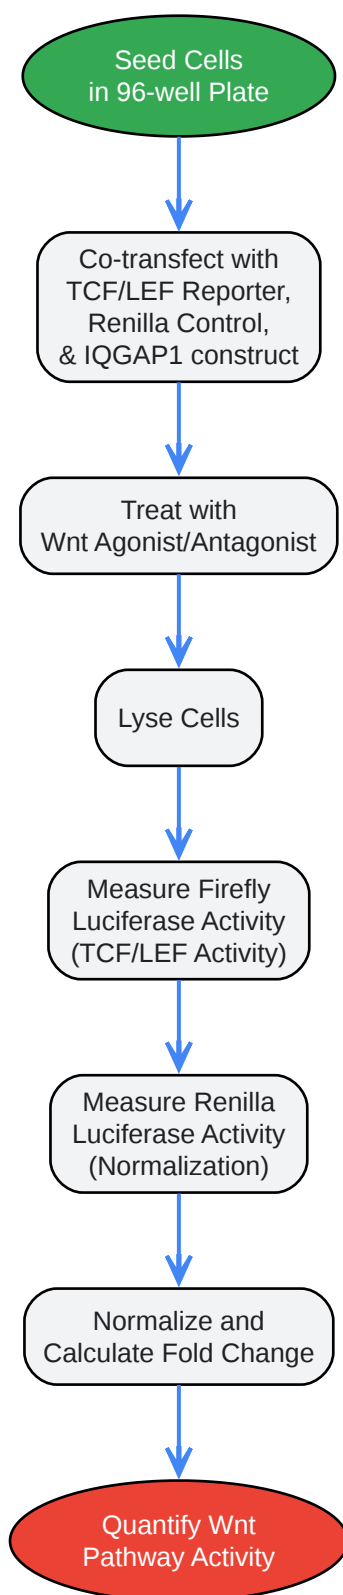 Seed Cells
in 96-well Plate
Co-transfect with
TCF/LEF Reporter,
Renilla Control,
& IQGAP1 construct
Treat with
Wnt Agonist/Antagonist
Lyse Cells
Measure Firefly
Luciferase Activity
(TCF/LEF Activity)
Measure Renilla
Luciferase Activity
(Normalization)
Normalize and
Calculate Fold Change
Quantify Wnt
Pathway Activity